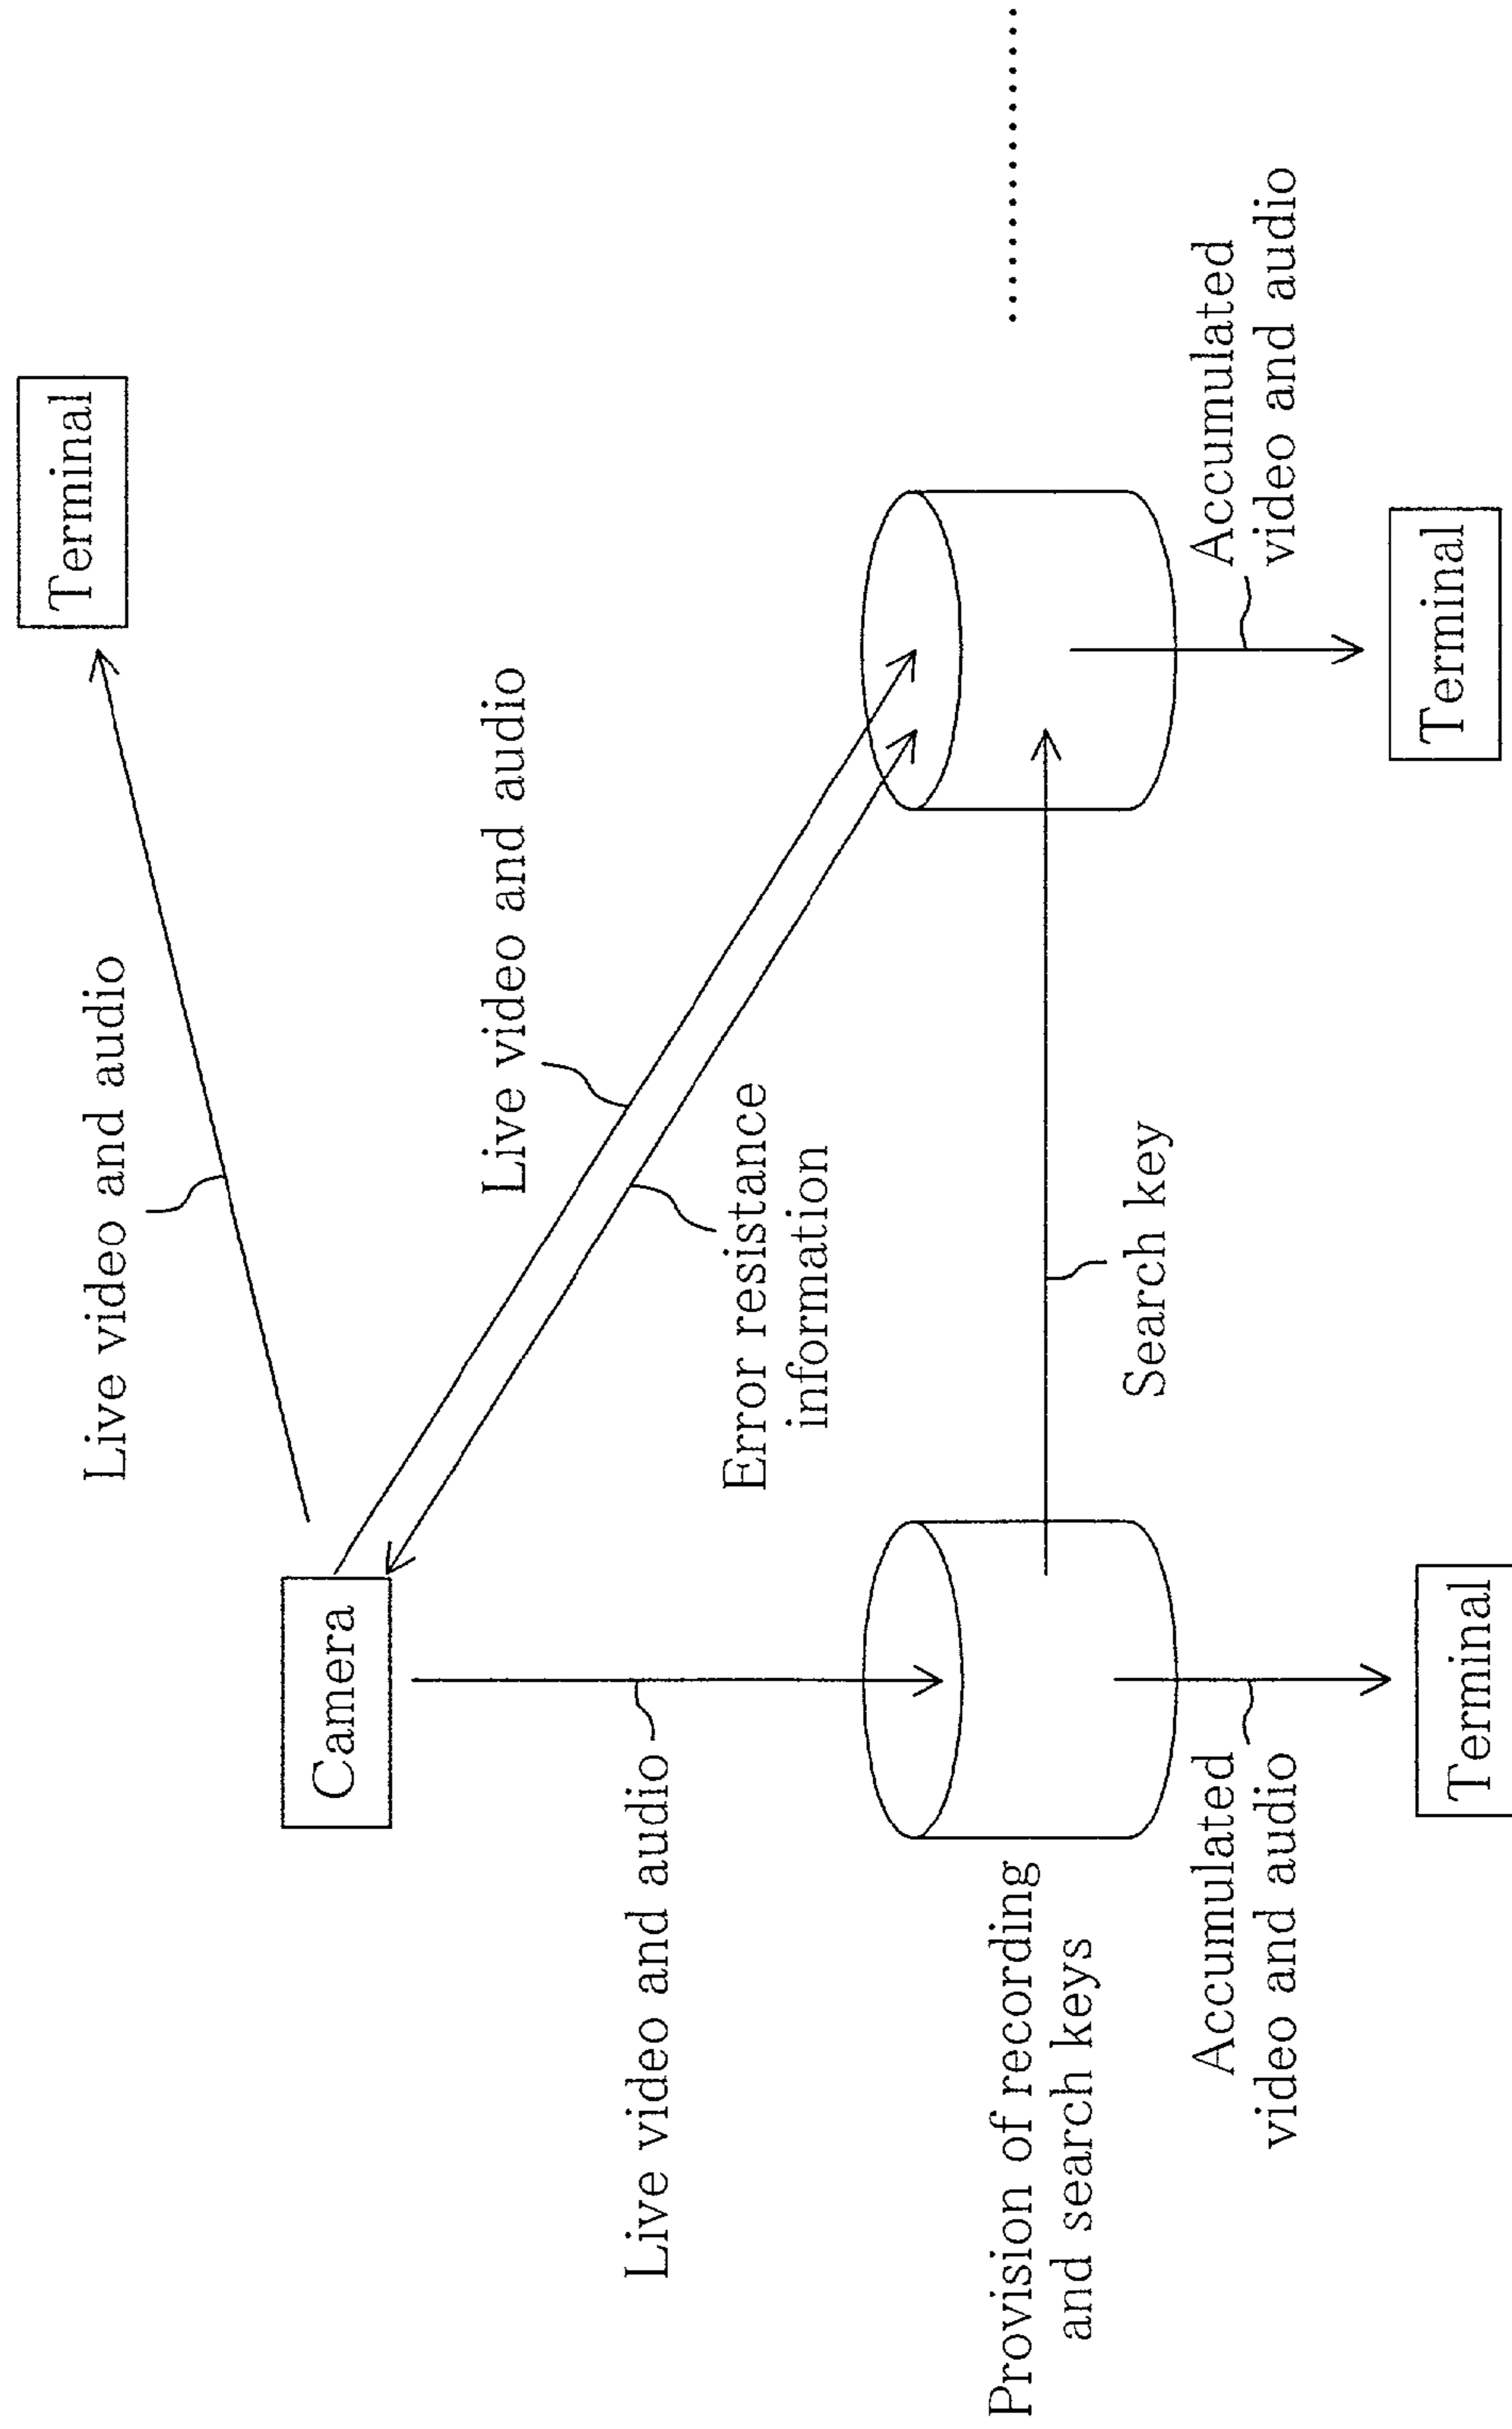 Terminal
Live video and audio
Camera
Live video and audio
Live video and audio
Error resistance
information
Provision of recording
and search keys
Search key
Accumulated
video and audio
Accumulated
video and audio
Terminal
Terminal